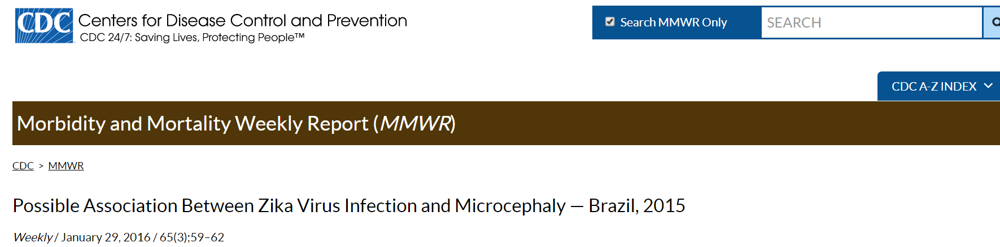 CDC Centers for Disease Control and Prevention
CDC 24/7: Saving Lives, Protecting People™
Search MMWR Only SEARCH
CDC A-Z INDEX
Morbidity and Mortality Weekly Report (MMWR)
CDC > MMWR
Possible Association Between Zika Virus Infection and Microcephaly — Brazil, 2015
Weekly / January 29, 2016 / 65(3);59–62